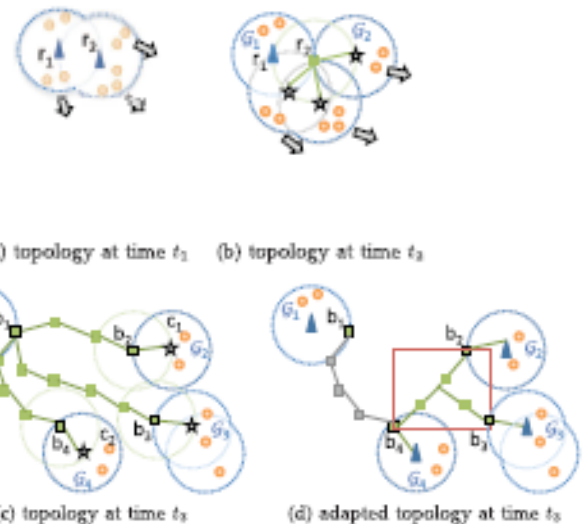 r₁ r₂
G₁ r₁ r₂ G₂
) topology at time t₁ (b) topology at time t₂
b₂ c₁ G₂
b₃ G₃
b₄ c₂ G₄
G₁ b₁ b₂ G₂
b₃ G₃
b₄ G₄
c) topology at time t₃ (d) adapted topology at time t₃